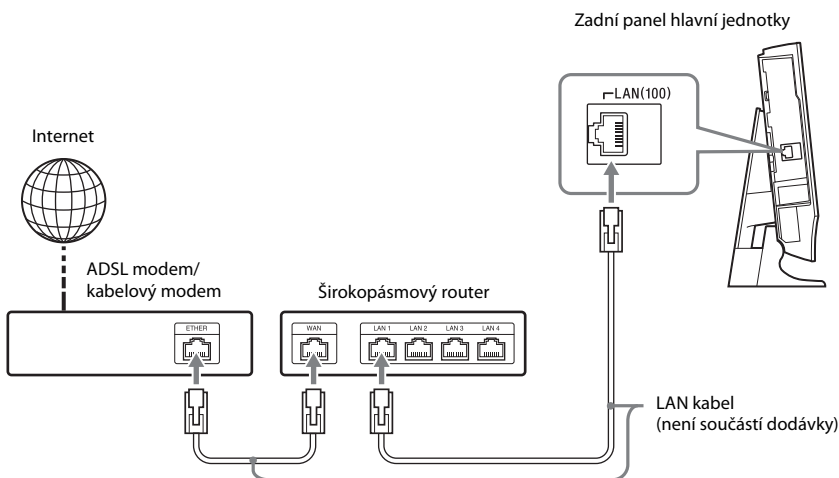 Zadní panel hlavní jednotky
LAN(100)
Internet
ADSL modem/
kabelový modem
Širokopásmový router
ETHER
WAN
LAN 1
LAN 2
LAN 3
LAN 4
LAN kabel
(není součástí dodávky)